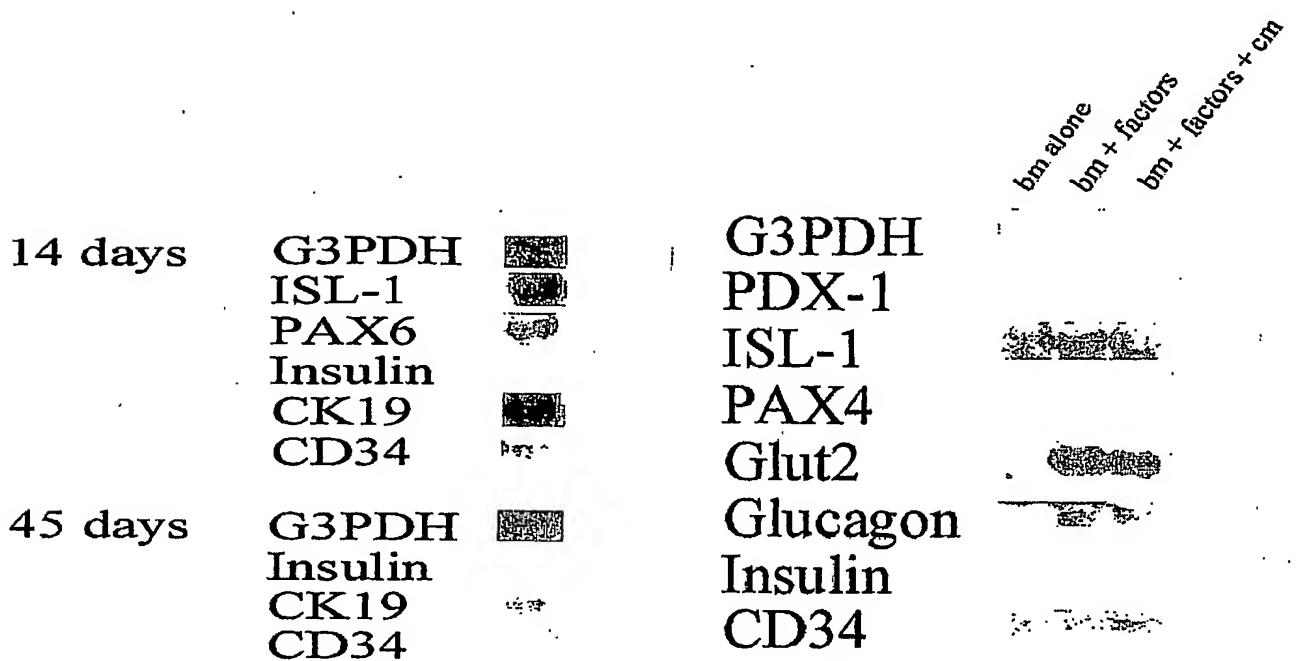 14 days
G3PDH
ISL-1
PAX6
Insulin
CK19
CD34
45 days
G3PDH
Insulin
CK19
CD34
bm alone
bm + factors
bm + factors + cm
G3PDH
PDX-1
ISL-1
PAX4
Glut2
Glucagon
Insulin
CD34